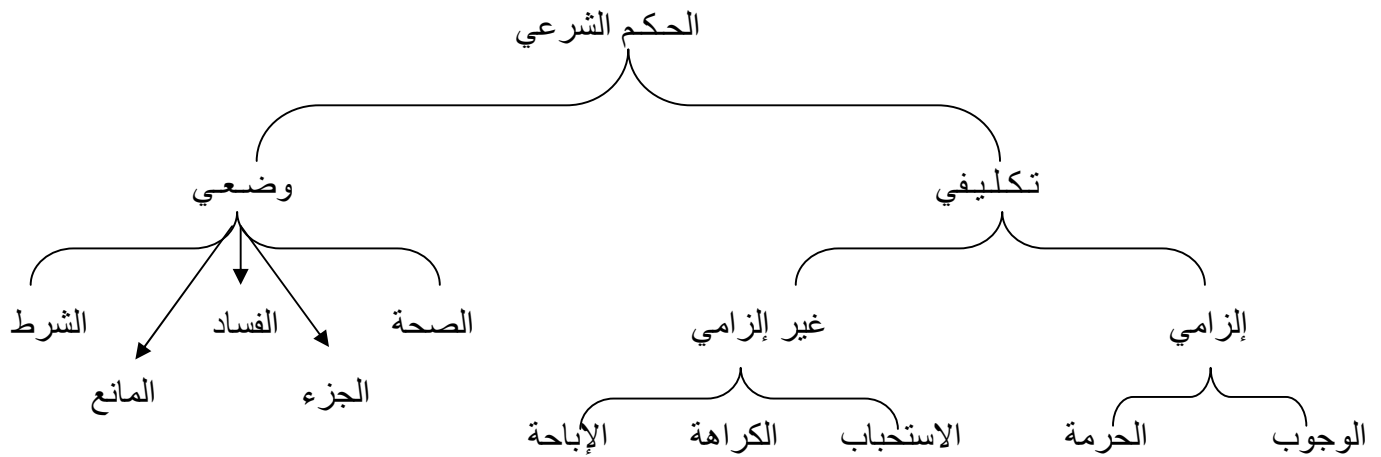 الحكم الشرعي
تكليفي وضعي
إلزامي غير إلزامي الصحة الفساد الشرط
الجزء المانع
الوجوب الحرمة الاستحباب الكراهة الإباحة